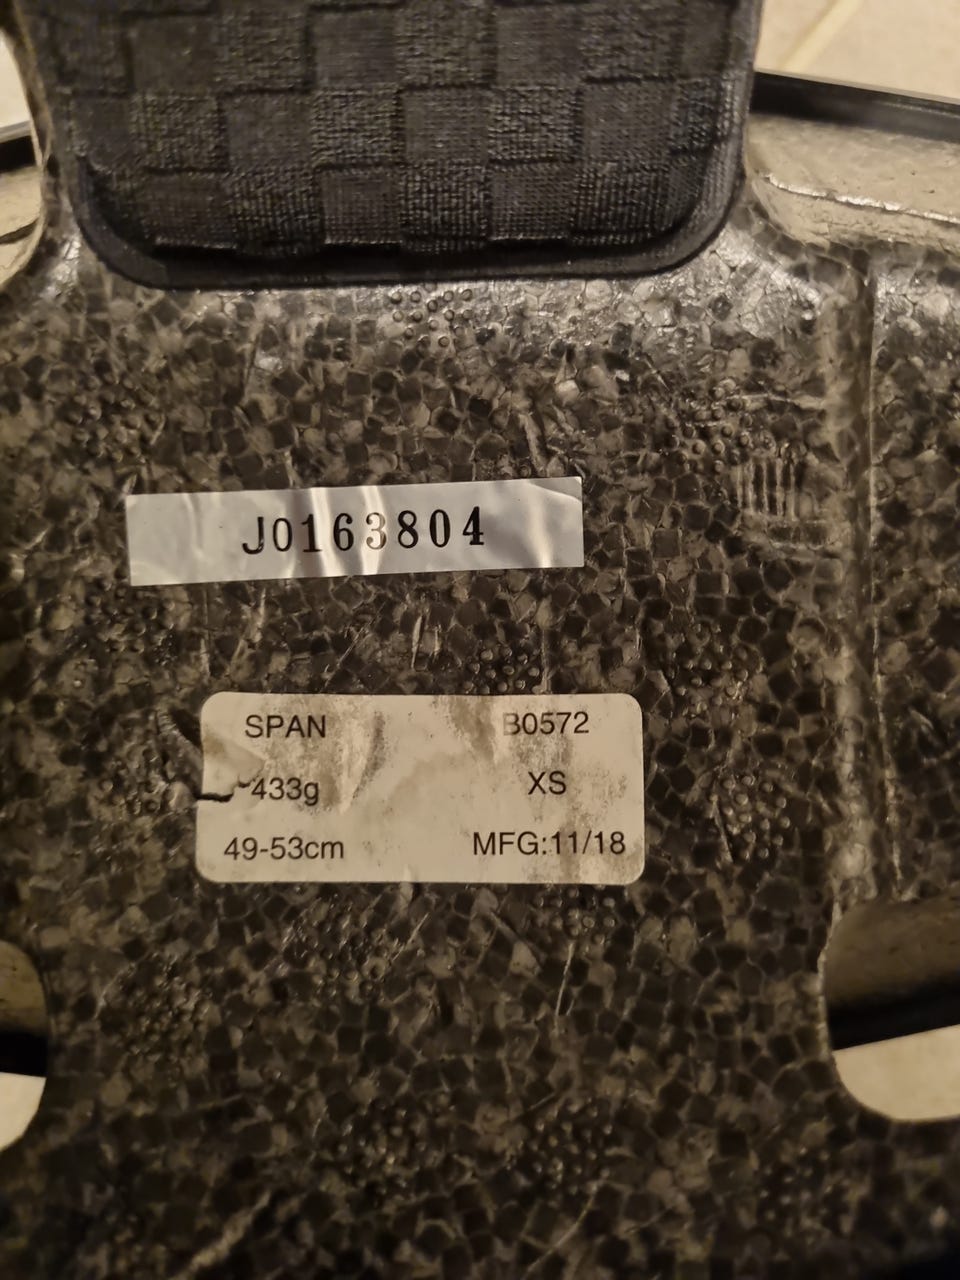 J0163804
SPAN B0572
433g XS
49-53cm MFG:11/18